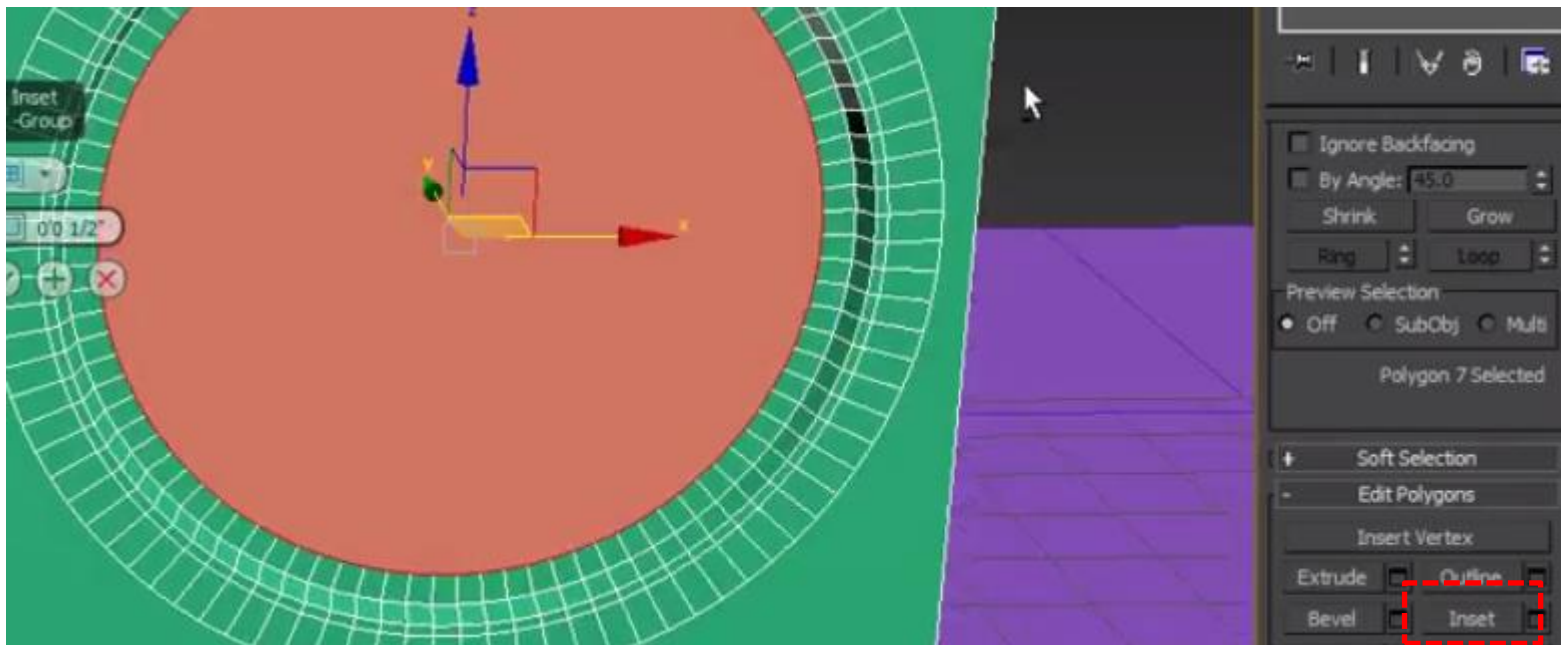 Inset
-Group
0'0 1/2"
x
y
Ignore Backfacing
By Angle: 45.0
Shrink Grow
Ring Loop
Preview Selection
Off SubObj Multi
Polygon 7 Selected
+ Soft Selection
- Edit Polygons
Insert Vertex
Extrude Outline
Bevel Inset